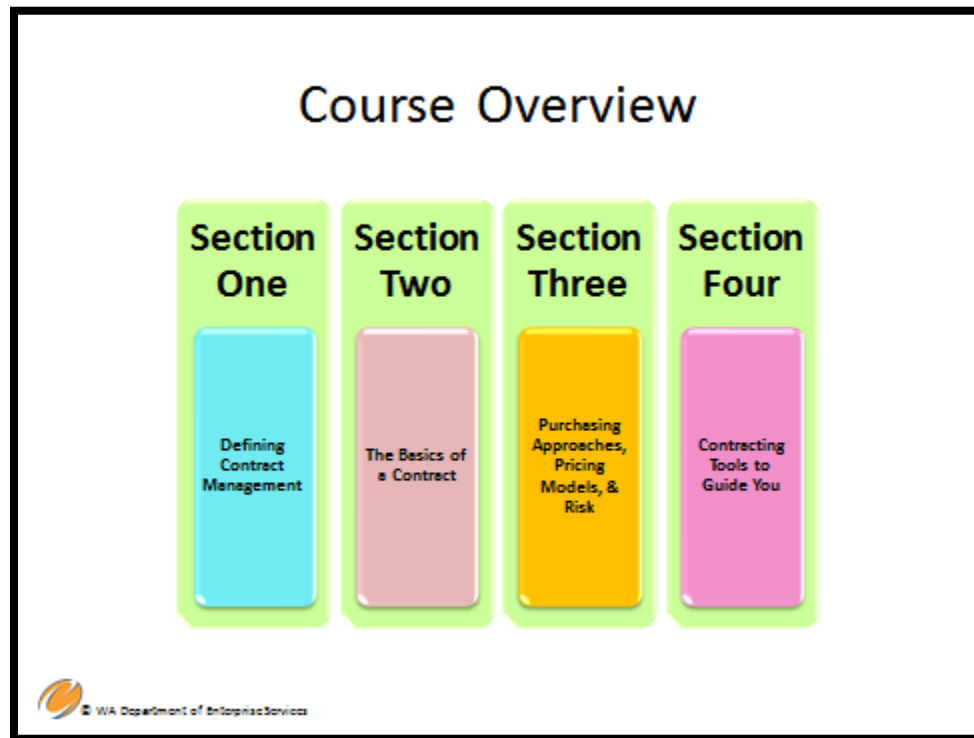 Course Overview
Section
One
Defining
Contract
Management
Section
Two
The Basics of
a Contract
Section
Three
Purchasing
Approaches,
Pricing
Models, &
Risk
Section
Four
Contracting
Tools to
Guide You
© WA Department of Enterprise Services